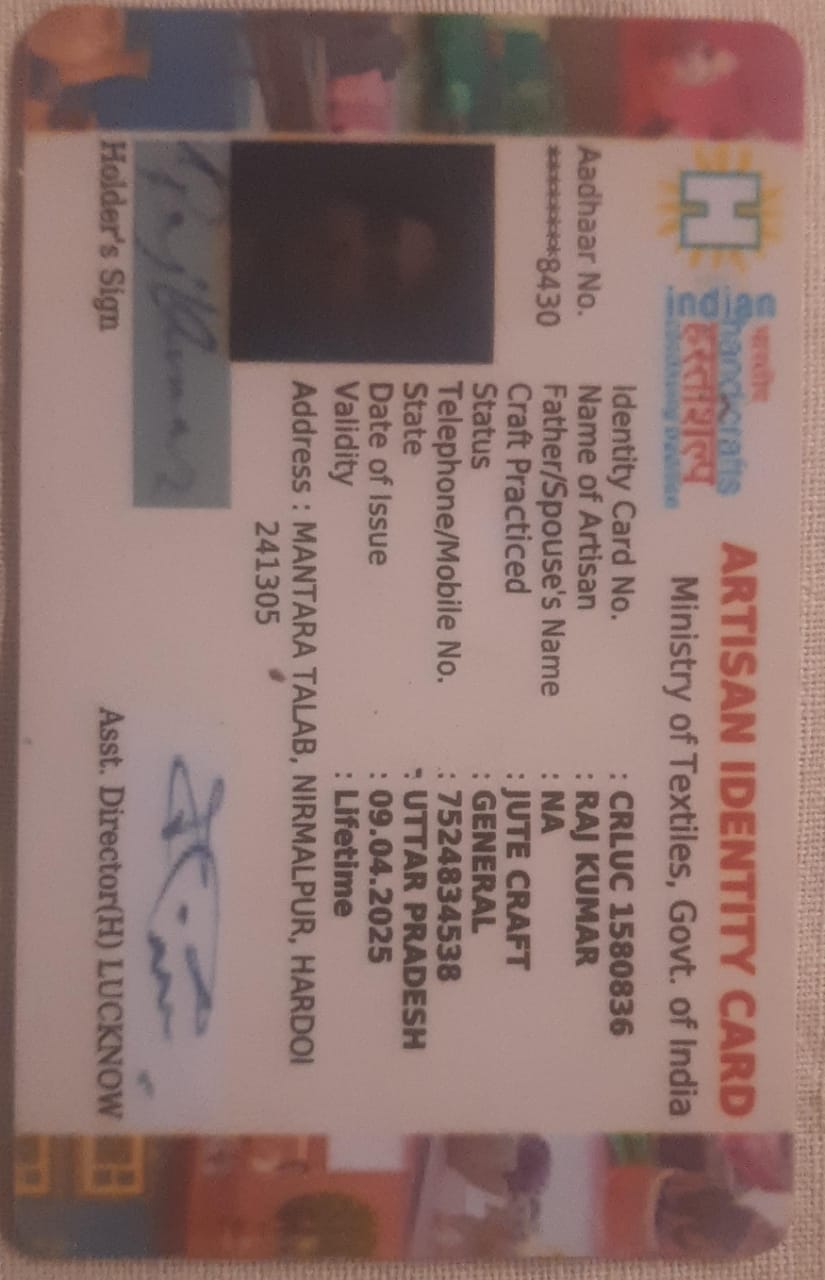 भारतीय
handicrafts
हस्तशिल्प
ARTISAN IDENTITY CARD
Ministry of Textiles, Govt. of India
Identity Card No. : CRLUC 1580836
Aadhaar No. Name of Artisan : RAJ KUMAR
********8430 Father/Spouse's Name : NA
Craft Practiced : JUTE CRAFT
Status : GENERAL
Telephone/Mobile No. : 7524834538
State : UTTAR PRADESH
Date of Issue : 09.04.2025
Validity : Lifetime
Address : MANTARA TALAB, NIRMALPUR, HARDOI
241305
Raj Kumar
Holder's Sign
Asst. Director(H) LUCKNOW